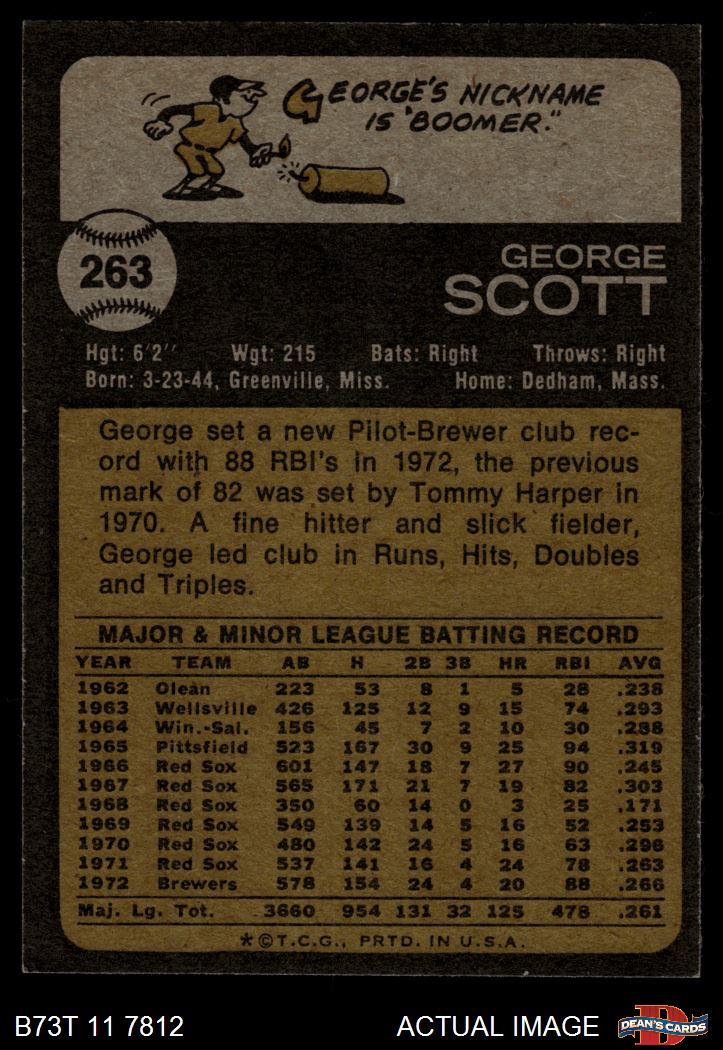 GEORGE'S NICKNAME
IS "BOOMER."
263
GEORGE
SCOTT
Hgt: 6'2" Wgt: 215 Bats: Right Throws: Right
Born: 3-23-44, Greenville, Miss. Home: Dedham, Mass.
George set a new Pilot-Brewer club rec-
ord with 88 RBI's in 1972, the previous
mark of 82 was set by Tommy Harper in
1970. A fine hitter and slick fielder,
George led club in Runs, Hits, Doubles
and Triples.
MAJOR & MINOR LEAGUE BATTING RECORD
YEAR TEAM AB H 2B 3B HR RBI AVG
1962 Olean 223 53 8 1 5 28 .238
1963 Wellsville 426 125 12 9 15 74 .293
1964 Win.-Sal. 156 45 7 2 10 30 .288
1965 Pittsfield 523 167 30 9 25 94 .319
1966 Red Sox 601 147 18 7 27 90 .245
1967 Red Sox 565 171 21 7 19 82 .303
1968 Red Sox 350 60 14 0 3 25 .171
1969 Red Sox 549 139 14 5 16 52 .253
1970 Red Sox 480 142 24 5 16 63 .296
1971 Red Sox 537 141 16 4 24 78 .263
1972 Brewers 578 154 24 4 20 88 .266
Maj. Lg. Tot. 3660 954 131 32 125 478 .261
*©T.C.G., PRTD. IN U.S.A.
B73T 11 7812 ACTUAL IMAGE
D
DEAN'S CARDS